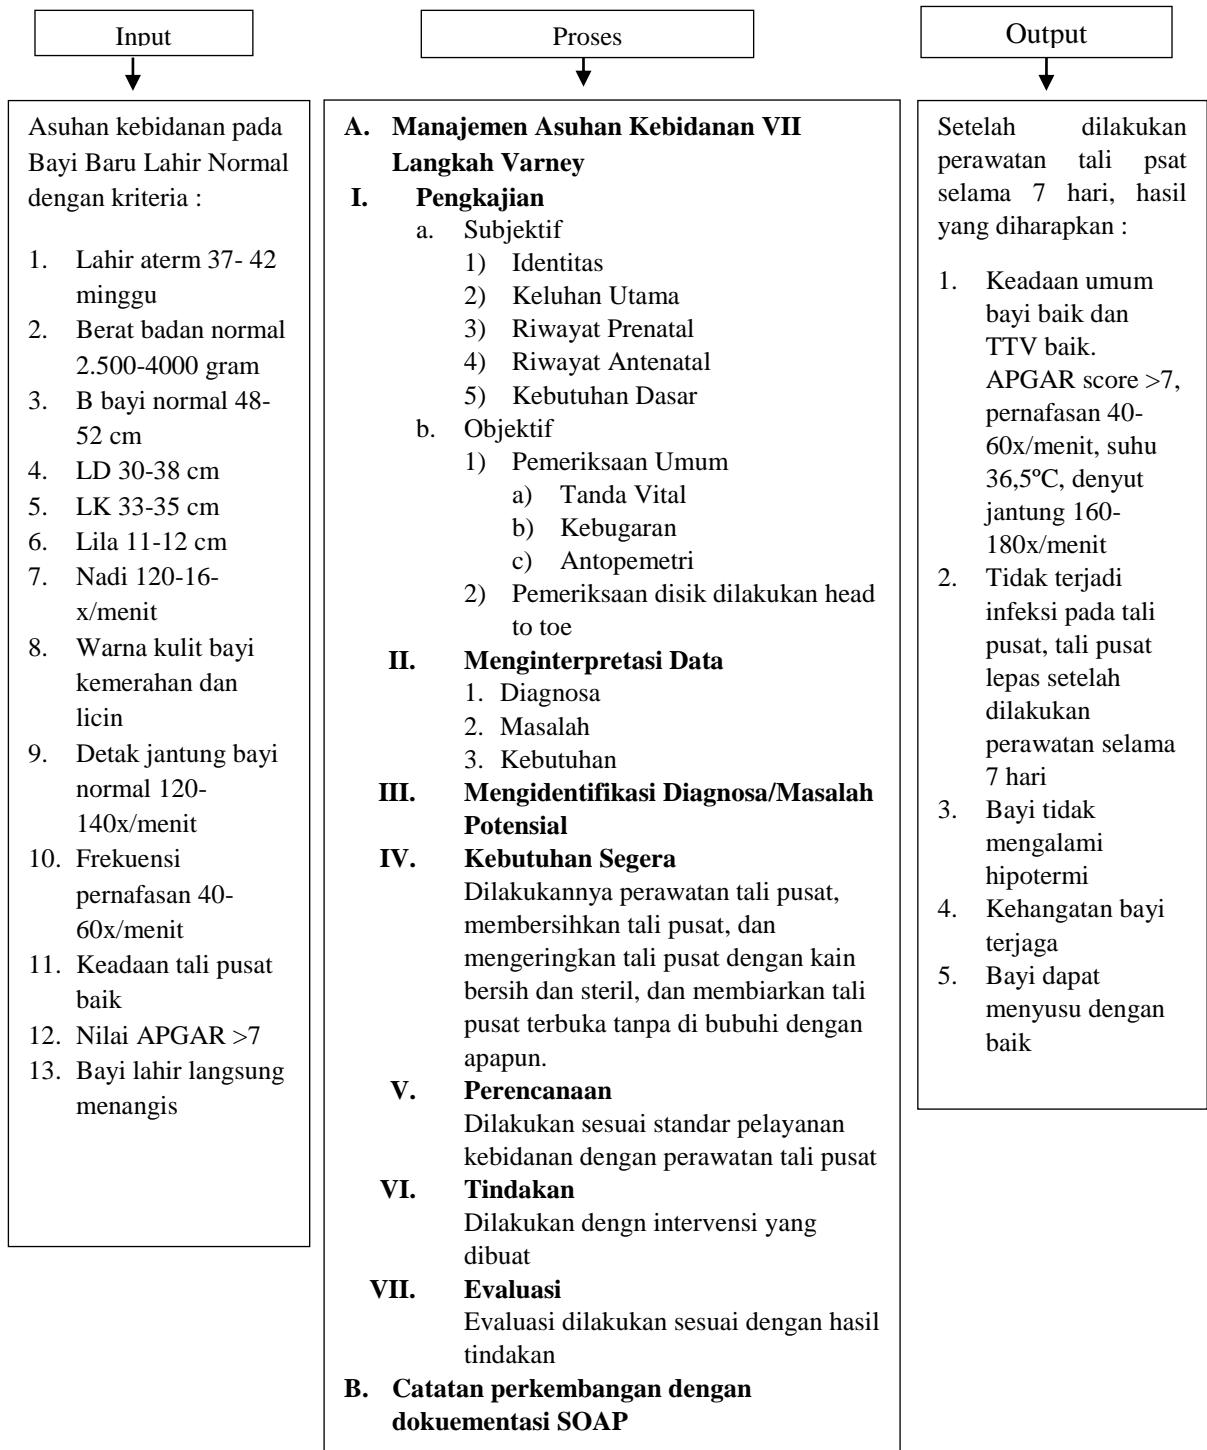 Input
Proses
Output
Asuhan kebidanan pada
Bayi Baru Lahir Normal
dengan kriteria :
1. Lahir aterm 37- 42
minggu
2. Berat badan normal
2.500-4000 gram
3. B bayi normal 48-
52 cm
4. LD 30-38 cm
5. LK 33-35 cm
6. Lila 11-12 cm
7. Nadi 120-16-
x/menit
8. Warna kulit bayi
kemerahan dan
licin
9. Detak jantung bayi
normal 120-
140x/menit
10. Frekuensi
pernafasan 40-
60x/menit
11. Keadaan tali pusat
baik
12. Nilai APGAR >7
13. Bayi lahir langsung
menangis
A. Manajemen Asuhan Kebidanan VII
Langkah Varney
I. Pengkajian
a. Subjektif
1) Identitas
2) Keluhan Utama
3) Riwayat Prenatal
4) Riwayat Antenatal
5) Kebutuhan Dasar
b. Objektif
1) Pemeriksaan Umum
a) Tanda Vital
b) Kebugaran
c) Antopemetri
2) Pemeriksaan disik dilakukan head
to toe
II. Menginterpretasi Data
1. Diagnosa
2. Masalah
3. Kebutuhan
III. Mengidentifikasi Diagnosa/Masalah
Potensial
IV. Kebutuhan Segera
Dilakukannya perawatan tali pusat,
membersihkan tali pusat, dan
mengeringkan tali pusat dengan kain
bersih dan steril, dan membiarkan tali
pusat terbuka tanpa di bubuhi dengan
apapun.
V. Perencanaan
Dilakukan sesuai standar pelayanan
kebidanan dengan perawatan tali pusat
VI. Tindakan
Dilakukan dengn intervensi yang
dibuat
VII. Evaluasi
Evaluasi dilakukan sesuai dengan hasil
tindakan
B. Catatan perkembangan dengan
dokuementasi SOAP
Setelah dilakukan
perawatan tali psat
selama 7 hari, hasil
yang diharapkan :
1. Keadaan umum
bayi baik dan
TTV baik.
APGAR score >7,
pernafasan 40-
60x/menit, suhu
36,5ºC, denyut
jantung 160-
180x/menit
2. Tidak terjadi
infeksi pada tali
pusat, tali pusat
lepas setelah
dilakukan
perawatan selama
7 hari
3. Bayi tidak
mengalami
hipotermi
4. Kehangatan bayi
terjaga
5. Bayi dapat
menyusu dengan
baik